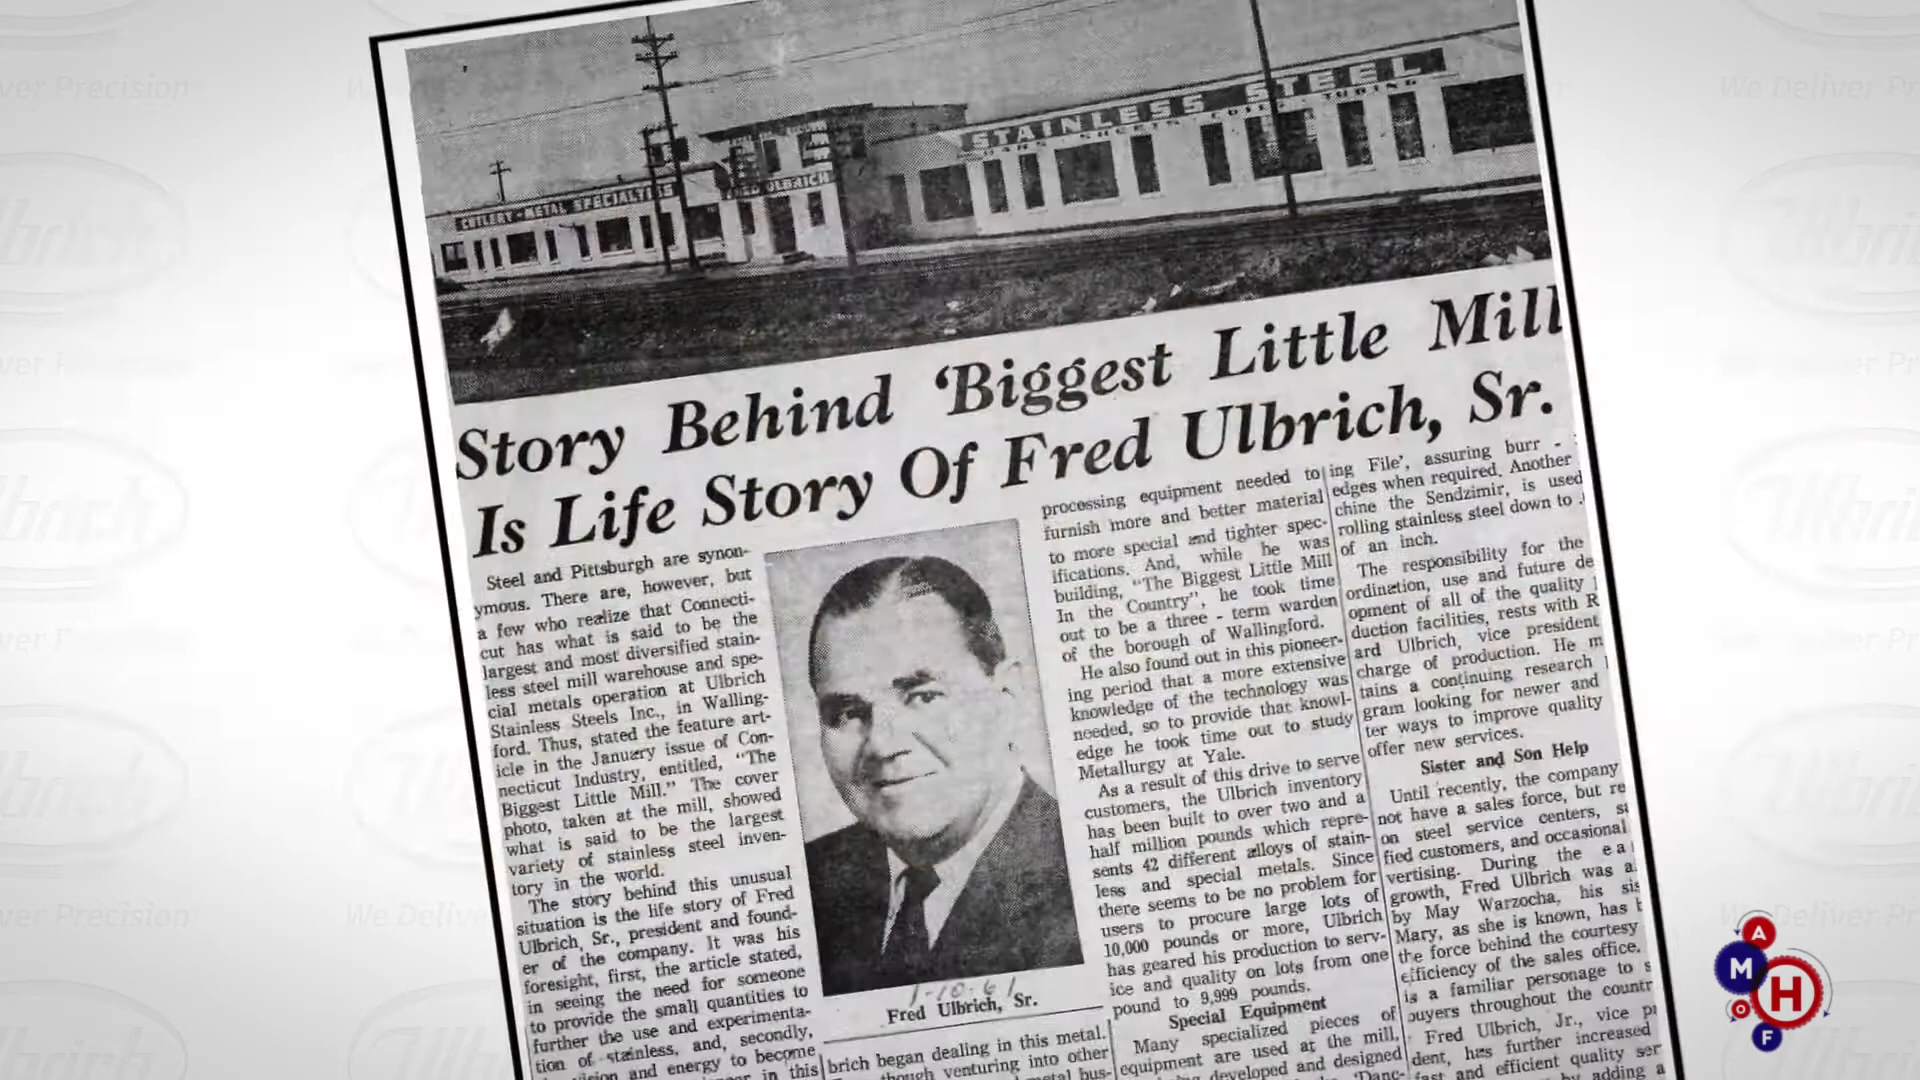 CUTLERY - METAL SPECIALTIES
FRED ULBRICH
STAINLESS STEEL
Story Behind ‘Biggest Little Mill
Is Life Story Of Fred Ulbrich, Sr.
Steel and Pittsburgh are synon-
ymous. There are, however, but
a few who realize that Connecti-
cut has what is said to be the
largest and most diversified stain-
less steel mill warehouse and spe-
cial metals operation at Ulbrich
Stainless Steels Inc., in Walling-
ford. Thus, stated the feature art-
icle in the January issue of Con-
necticut Industry, entitled, “The
Biggest Little Mill.” The cover
photo, taken at the mill, showed
what is said to be the largest
variety of stainless steel inven-
tory in the world.
The story behind this unusual
situation is the life story of Fred
Ulbrich, Sr., president and found-
er of the company. It was his
foresight, first, the article stated,
in seeing the need for someone
to provide the small quantities to
further the use and experimenta-
tion of stainless, and, secondly,
and energy to become
in this
1-10-61
Fred Ulbrich, Sr.
brich began dealing in this metal.
though venturing into other
metal bus-
processing equipment needed to
furnish more and better material
to more special and tighter spec-
ifications. And, while he was
building, “The Biggest Little Mill
In the Country”, he took time
out to be a three - term warden
of the borough of Wallingford.
He also found out in this pioneer-
ing period that a more extensive
knowledge of the technology was
needed, so to provide that knowl-
edge he took time out to study
Metallurgy at Yale.
As a result of this drive to serve
customers, the Ulbrich inventory
has been built to over two and a
half million pounds which repre-
sents 42 different alloys of stain-
less and special metals. Since
there seems to be no problem for
users to procure large lots of
10,000 pounds or more, Ulbrich
has geared his production to serv-
ice and quality on lots from one
pound to 9,999 pounds.
Special Equipment
Many specialized pieces of
equipment are used at the mill,
developed and designed
ing File’, assuring burr -
edges when required. Another
chine the Sendzimir, is used
rolling stainless steel down to
of an inch.
The responsibility for the
ordination, use and future de
opment of all of the quality
duction facilities, rests with R
ard Ulbrich, vice president
charge of production. He m
tains a continuing research
gram looking for newer and
ter ways to improve quality
offer new services.
Sister and Son Help
Until recently, the company
not have a sales force, but re
on steel service centers, s
fied customers, and occasional
vertising. During the ea
growth, Fred Ulbrich was a
by May Warzocha, his sis
Mary, as she is known, has b
the force behind the courtesy
efficiency of the sales office.
is a familiar personage to s
buyers throughout the countr
Fred Ulbrich, Jr., vice p
dent, has further increased
fast and efficient quality ser
by adding a
A
M
H
O
F
We Deliver Precision
Ulbrich